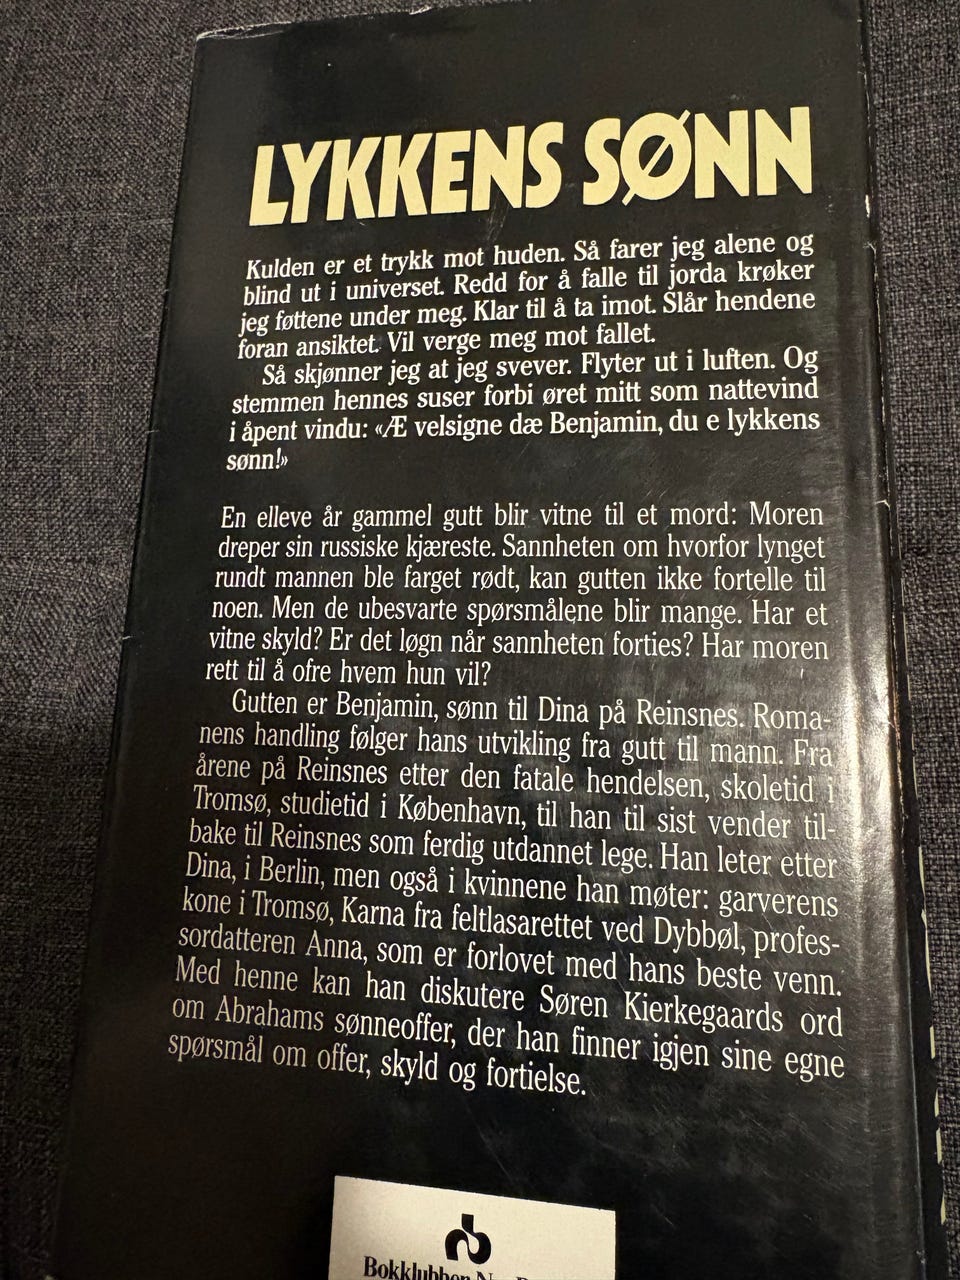 LYKKENS SØNN
Kulden er et trykk mot huden. Så farer jeg alene og
blind ut i universet. Redd for å falle til jorda krøker
jeg føttene under meg. Klar til å ta imot. Slår hendene
foran ansiktet. Vil verge meg mot fallet.
Så skjønner jeg at jeg svever. Flyter ut i luften. Og
stemmen hennes suser forbi øret mitt som nattevind
i åpent vindu: «Æ velsigne dæ Benjamin, du e lykkens
sønn!»
En elleve år gammel gutt blir vitne til et mord: Moren
dreper sin russiske kjæreste. Sannheten om hvorfor lynget
rundt mannen ble farget rødt, kan gutten ikke fortelle til
noen. Men de ubesvarte spørsmålene blir mange. Har et
vitne skyld? Er det løgn når sannheten forties? Har moren
rett til å ofre hvem hun vil?
Gutten er Benjamin, sønn til Dina på Reinsnes. Roma-
nens handling følger hans utvikling fra gutt til mann. Fra
årene på Reinsnes etter den fatale hendelsen, skoletid i
Tromsø, studietid i København, til han til sist vender til-
bake til Reinsnes som ferdig utdannet lege. Han leter etter
Dina, i Berlin, men også i kvinnene han møter: garverens
kone i Tromsø, Karna fra feltlasarettet ved Dybbøl, profes-
sordatteren Anna, som er forlovet med hans beste venn.
Med henne kan han diskutere Søren Kierkegaards ord
om Abrahams sønneoffer, der han finner igjen sine egne
spørsmål om offer, skyld og fortielse.
Bokklubben